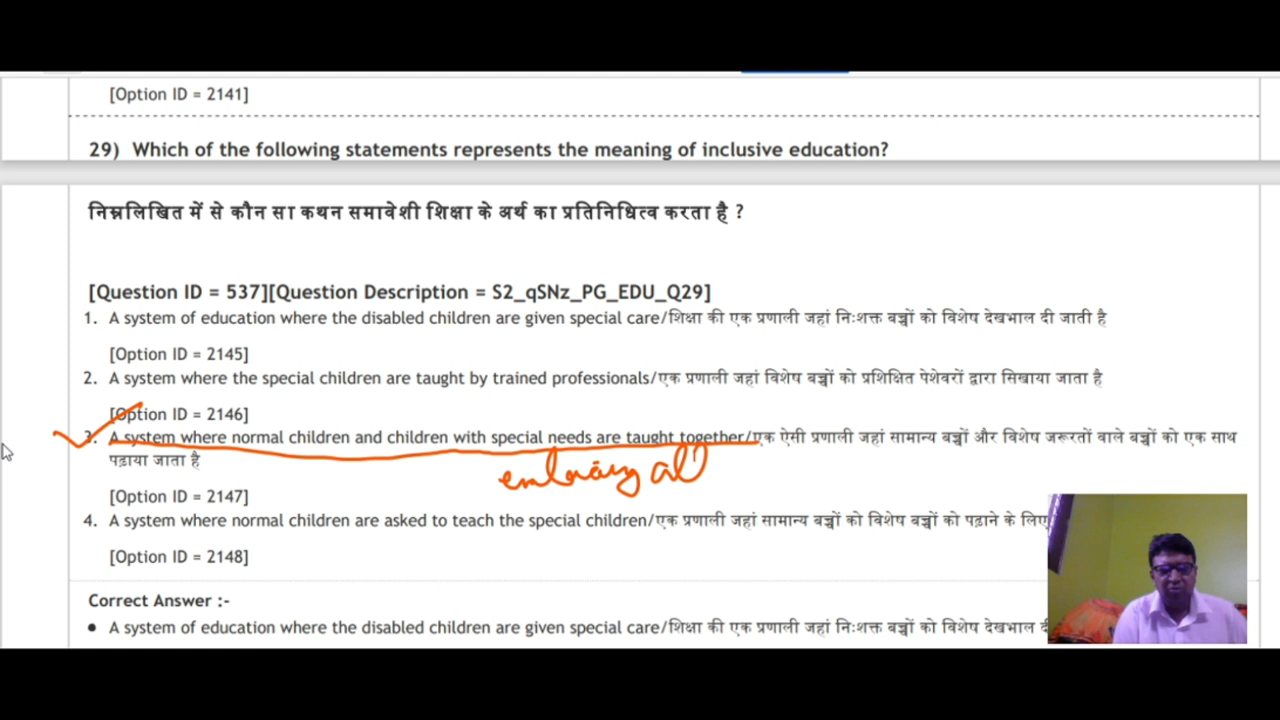 [Option ID = 2141]
29) Which of the following statements represents the meaning of inclusive education?
निम्नलिखित में से कौन सा कथन समावेशी शिक्षा के अर्थ का प्रतिनिधित्व करता है ?
[Question ID = 537][Question Description = S2_qSNz_PG_EDU_Q29]
1. A system of education where the disabled children are given special care/शिक्षा की एक प्रणाली जहां निःशक्त बच्चों को विशेष देखभाल दी जाती है
[Option ID = 2145]
2. A system where the special children are taught by trained professionals/एक प्रणाली जहां विशेष बच्चों को प्रशिक्षित पेशेवरों द्वारा सिखाया जाता है
[Option ID = 2146]
3. A system where normal children and children with special needs are taught together/एक ऐसी प्रणाली जहां सामान्य बच्चों और विशेष जरूरतों वाले बच्चों को एक साथ
पढ़ाया जाता है
embracing all
[Option ID = 2147]
4. A system where normal children are asked to teach the special children/एक प्रणाली जहां सामान्य बच्चों को विशेष बच्चों को पढ़ाने के लिए
[Option ID = 2148]
Correct Answer :-
• A system of education where the disabled children are given special care/शिक्षा की एक प्रणाली जहां निःशक्त बच्चों को विशेष देखभाल